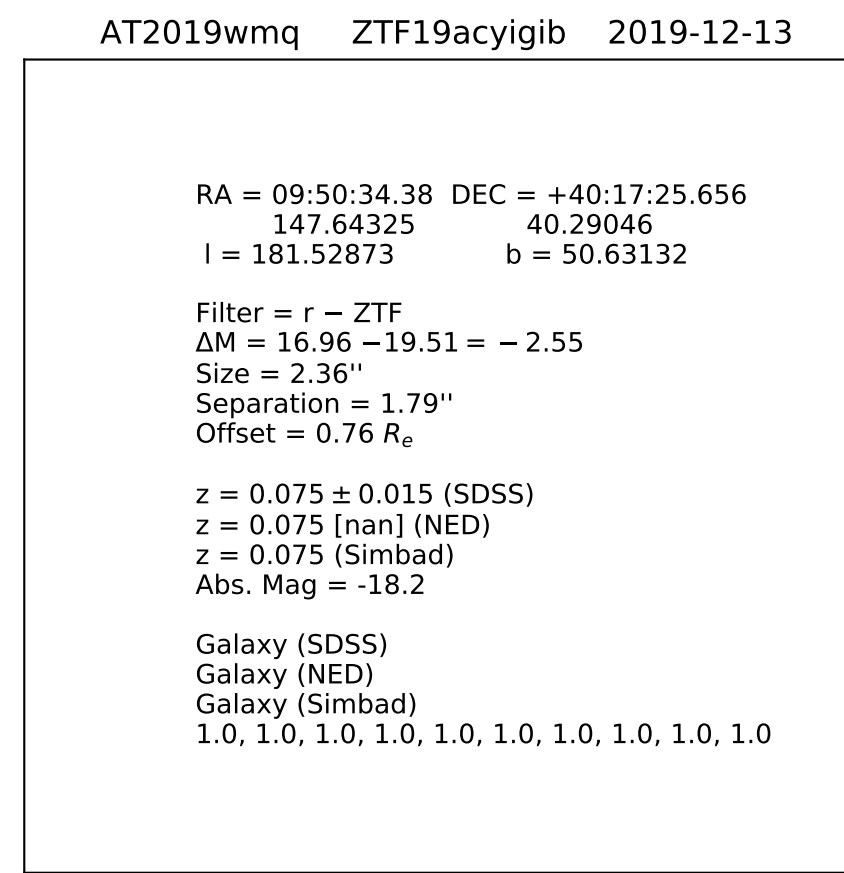 AT2019wmq ZTF19acyigib 2019-12-13
RA = 09:50:34.38 DEC = +40:17:25.656
147.64325 40.29046
l = 181.52873 b = 50.63132
Filter = r − ZTF
ΔM = 16.96 −19.51 = − 2.55
Size = 2.36''
Separation = 1.79''
Offset = 0.76 Rₑ
z = 0.075 ± 0.015 (SDSS)
z = 0.075 [nan] (NED)
z = 0.075 (Simbad)
Abs. Mag = -18.2
Galaxy (SDSS)
Galaxy (NED)
Galaxy (Simbad)
1.0, 1.0, 1.0, 1.0, 1.0, 1.0, 1.0, 1.0, 1.0, 1.0